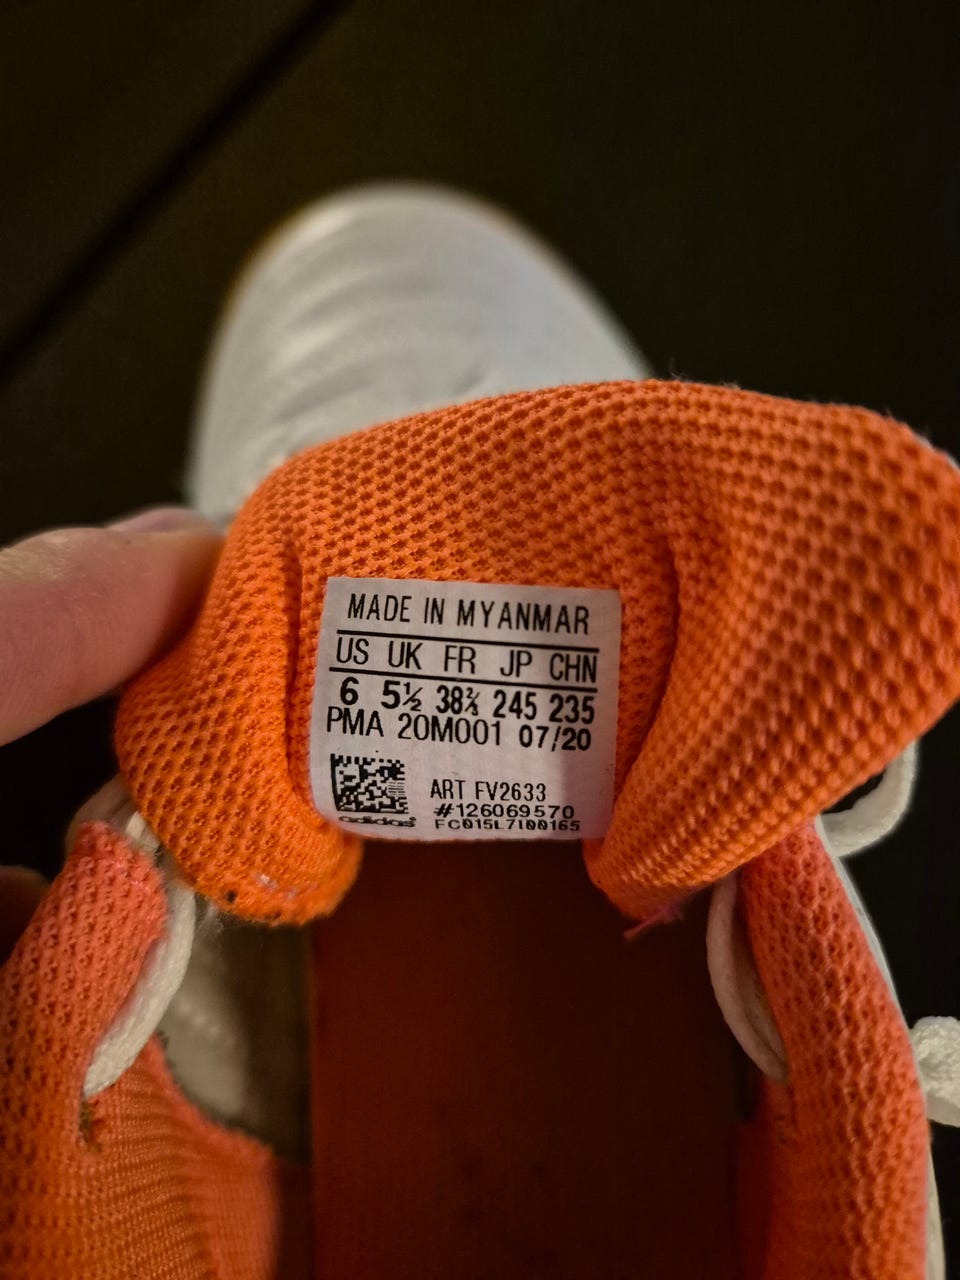 MADE IN MYANMAR
US UK FR JP CHN
6 5½ 38⅔ 245 235
PMA 20M001 07/20
ART FV2633
#126069570
adidas®
FC015L7I00165